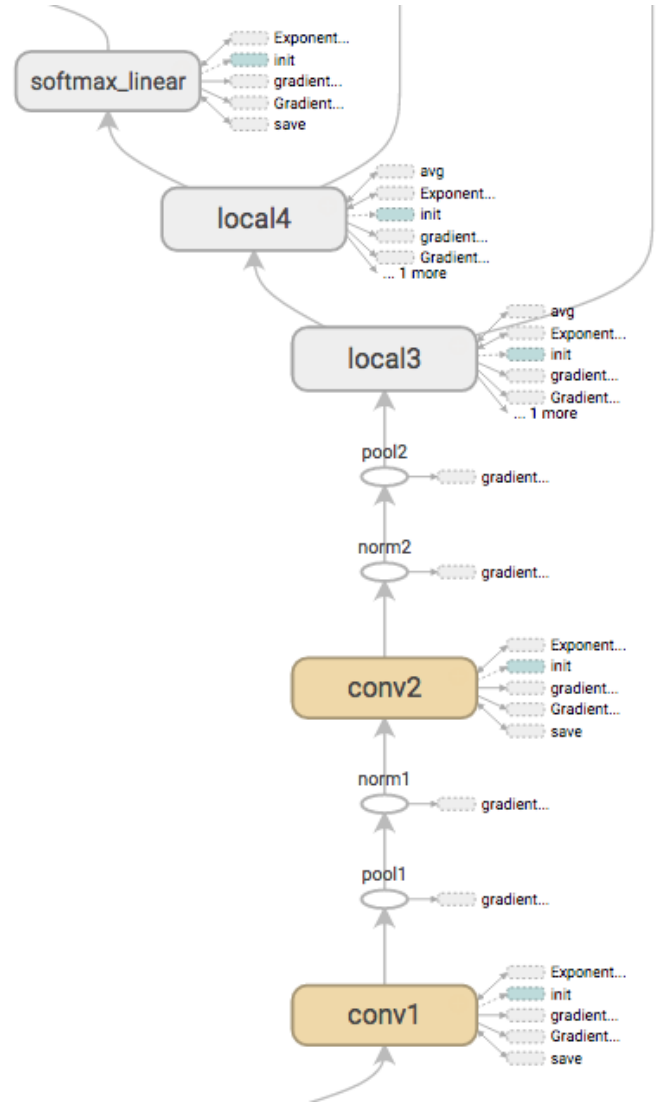 Exponent...
init
softmax_linear
gradient...
Gradient...
save
avg
Exponent...
local4
init
gradient...
Gradient...
... 1 more
avg
Exponent...
local3
init
gradient...
Gradient...
... 1 more
pool2
gradient...
norm2
gradient...
Exponent...
init
conv2
gradient...
Gradient...
save
norm1
gradient...
pool1
gradient...
Exponent...
init
conv1
gradient...
Gradient...
save